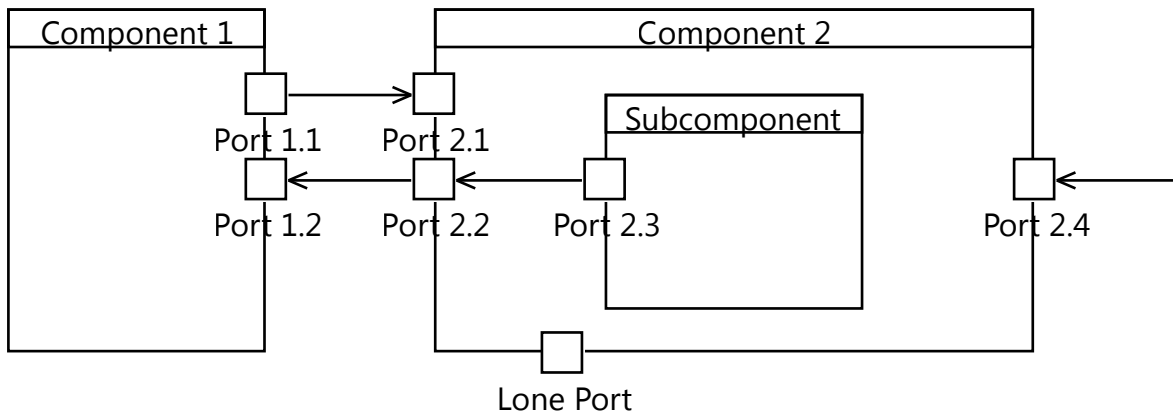 Component 1
Component 2
Subcomponent
Port 1.1
Port 2.1
Port 1.2
Port 2.2
Port 2.3
Port 2.4
Lone Port